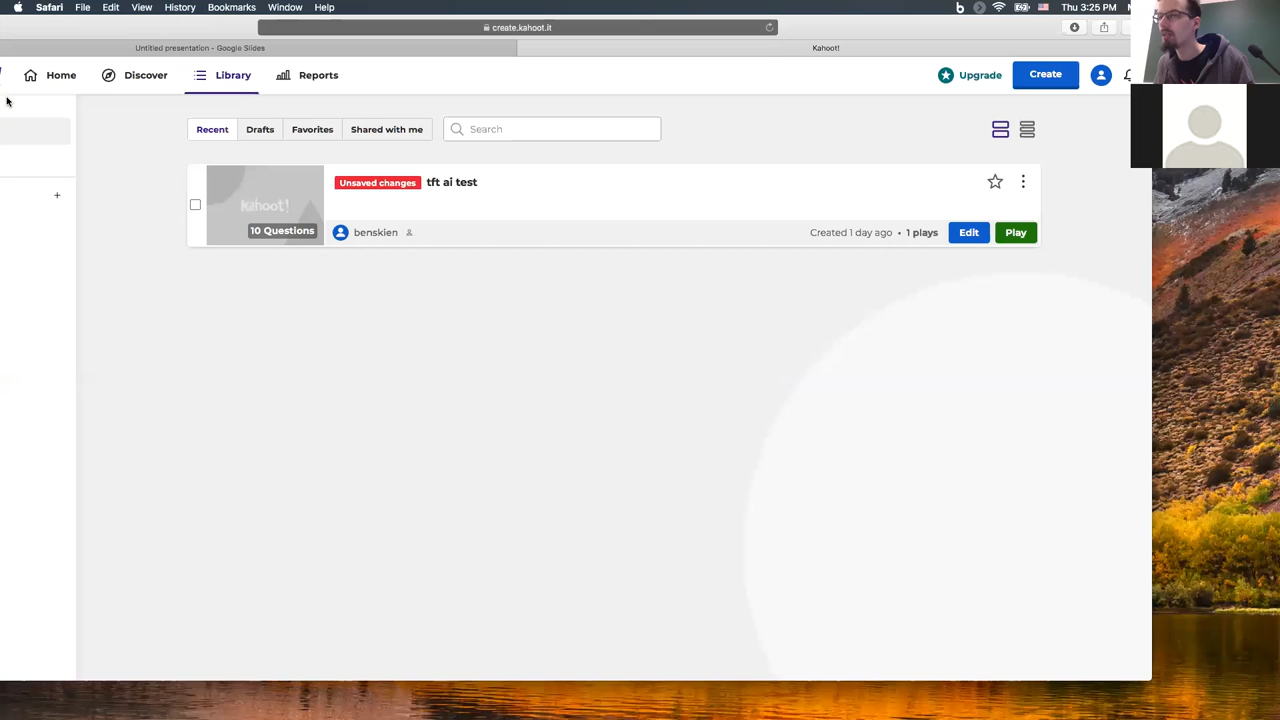 Safari File Edit View History Bookmarks Window Help Thu 3:25 PM
create.kahoot.it
Untitled presentation - Google Slides Kahoot!
Home Discover Library Reports Upgrade Create
Recent Drafts Favorites Shared with me Search
Unsaved changes tft ai test
Kahoot!
10 Questions benskien Created 1 day ago • 1 plays Edit Play